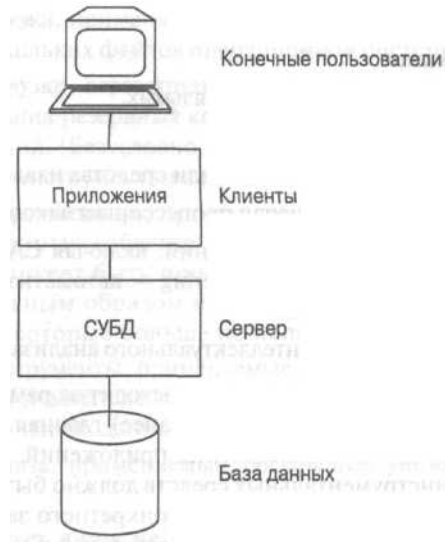 Конечные пользователи
Приложения
Клиенты
СУБД
Сервер
База данных